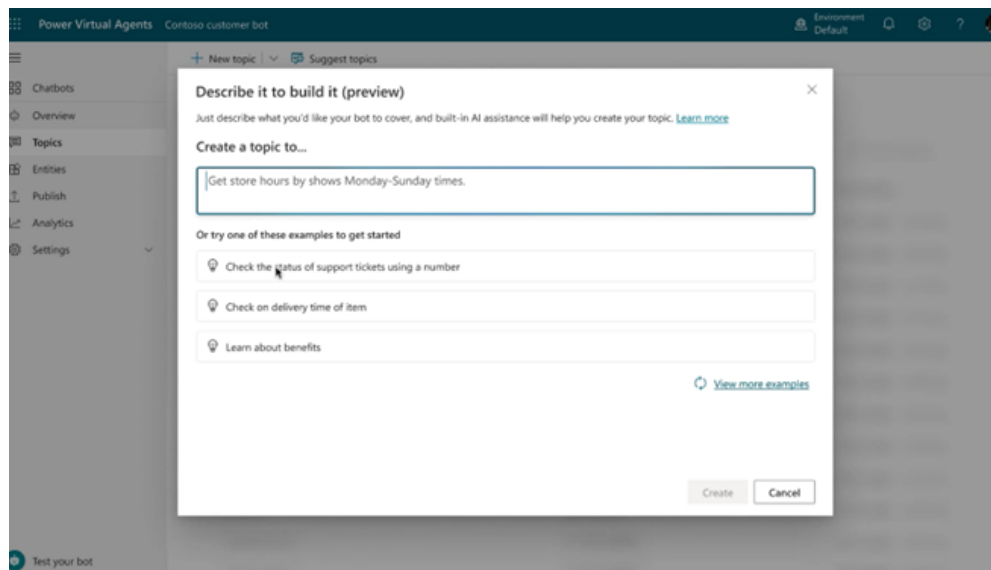 Power Virtual Agents Contoso customer bot
Environment
Default
?
New topic
Suggest topics
Chatbots
Overview
Topics
Entities
Publish
Analytics
Settings
Test your bot
Describe it to build it (preview)
Just describe what you'd like your bot to cover, and built-in AI assistance will help you create your topic. Learn more
Create a topic to...
Get store hours by shows Monday-Sunday times.
Or try one of these examples to get started
Check the status of support tickets using a number
Check on delivery time of item
Learn about benefits
View more examples
Create
Cancel